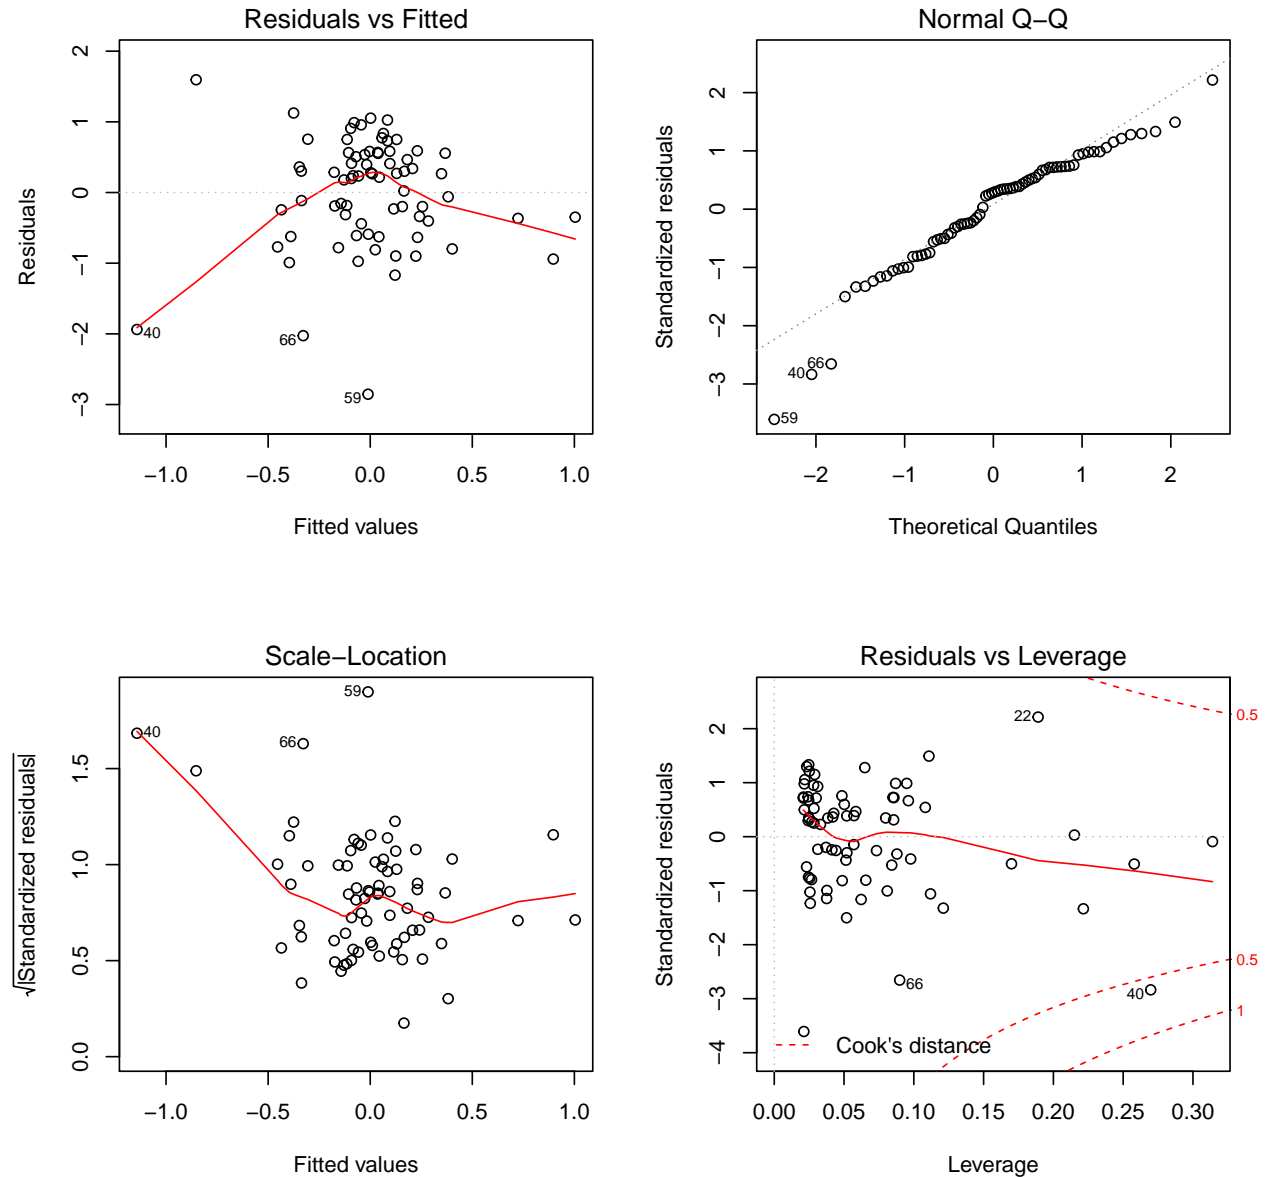 Residuals vs Fitted
Residuals
2
1
0
−1
−2
−3
40
66
59
−1.0 −0.5 0.0 0.5 1.0
Fitted values
Normal Q−Q
Standardized residuals
2
1
0
−1
−2
−3
66
40
59
−2 −1 0 1 2
Theoretical Quantiles
Scale−Location
√|Standardized residuals|
1.5
1.0
0.5
0.0
59
40
66
−1.0 −0.5 0.0 0.5 1.0
Fitted values
Residuals vs Leverage
Standardized residuals
2
1
0
−1
−2
−3
−4
22
0.5
0.5
66
40
1
Cook's distance
0.00 0.05 0.10 0.15 0.20 0.25 0.30
Leverage